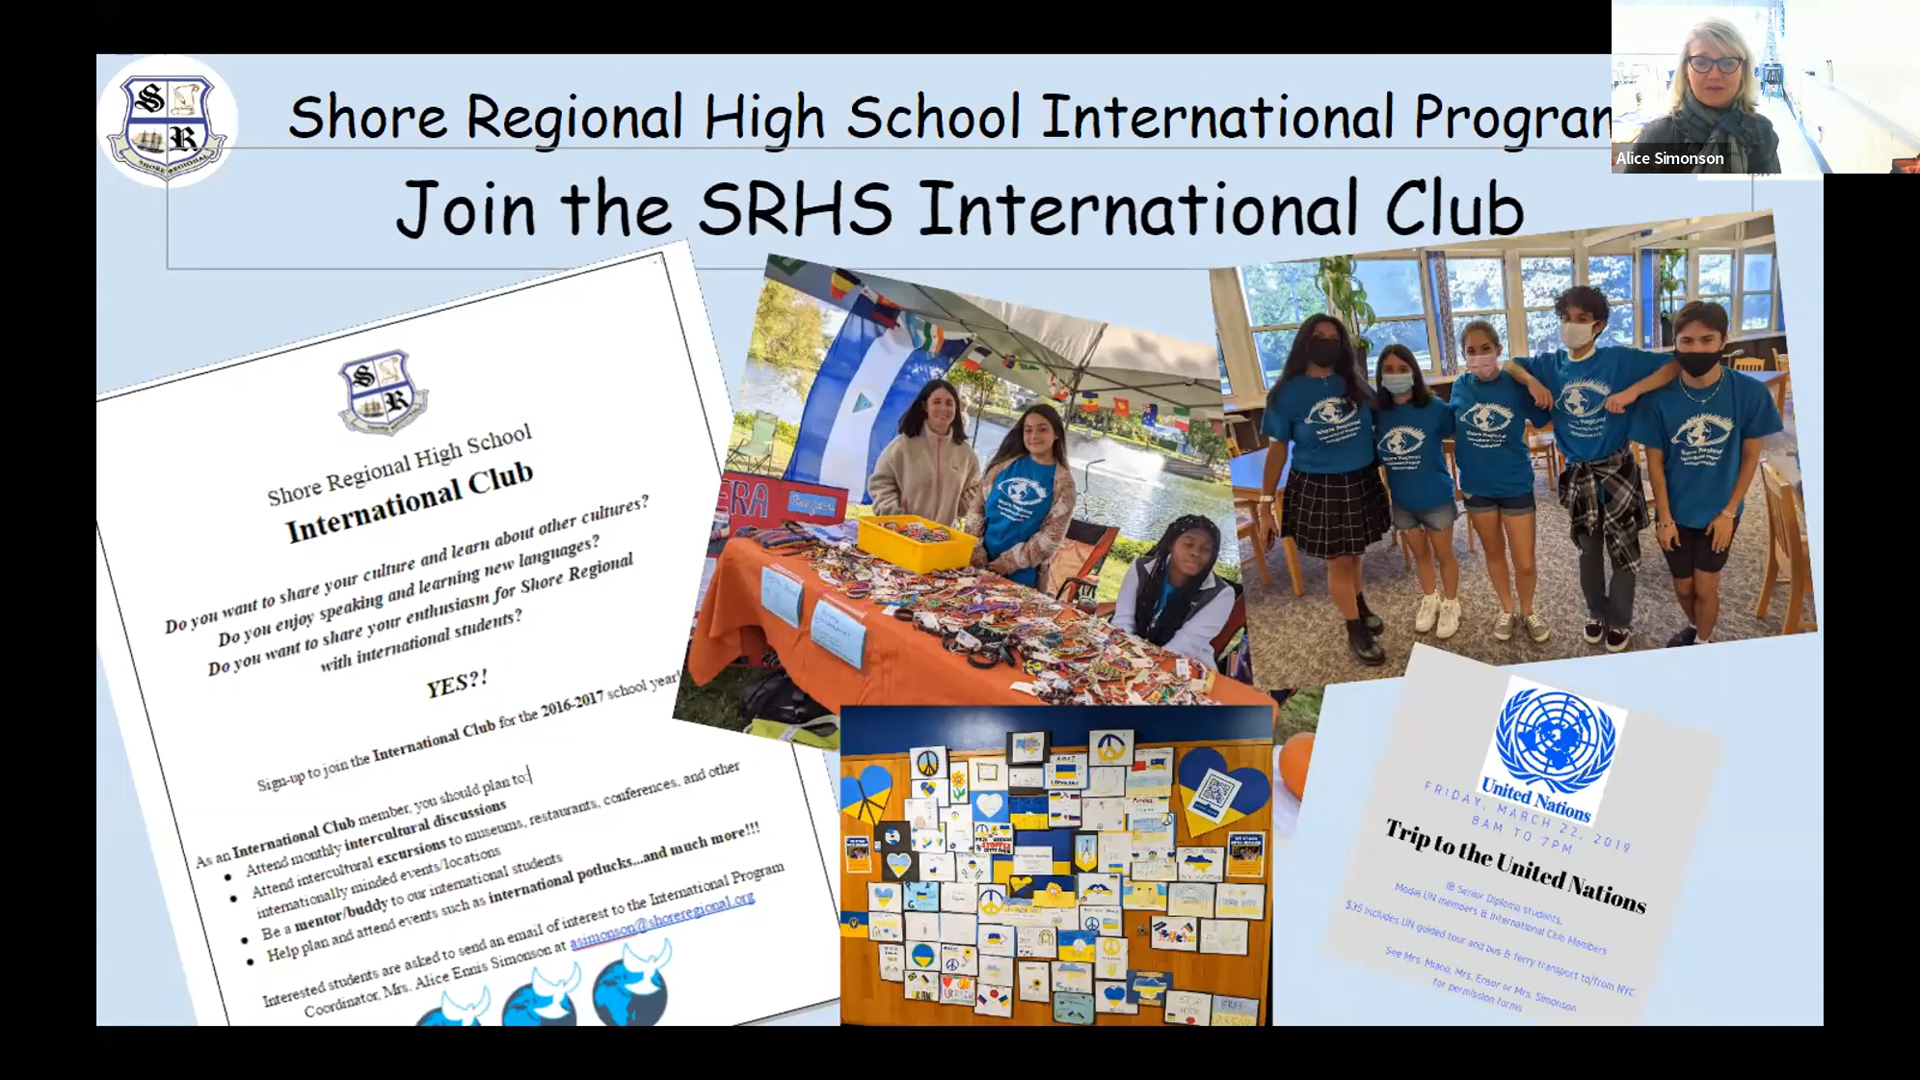 Shore Regional High School International Program
Alice Simonson
Join the SRHS International Club
S
R
SHORE REGIONAL
Shore Regional High School
International Club
Do you want to share your culture and learn about other cultures?
Do you enjoy speaking and learning new languages?
Do you want to share your enthusiasm for Shore Regional
with international students?
YES?!
Sign-up to join the International Club for the 2016-2017 school year!
As an International Club member, you should plan to:
Attend monthly intercultural discussions
Attend intercultural excursions to museums, restaurants, conferences, and other
internationally minded events/locations
Be a mentor/buddy to our international students
Help plan and attend events such as international potlucks...and much more!!!
Interested students are asked to send an email of interest to the International Program
Coordinator, Mrs. Alice Ennis Simonson at asimonson@shoreregional.org
ERA
Shore Regional
United Nations
FRIDAY, MARCH 22, 2019
8AM TO 7PM
Trip to the United Nations
IB Senior Diploma students,
Model UN members & International Club Members
$35 includes UN guided tour and bus & ferry transport to/from NYC
See Mrs. Miano, Mrs. Ensor or Mrs. Simonson
for permission forms